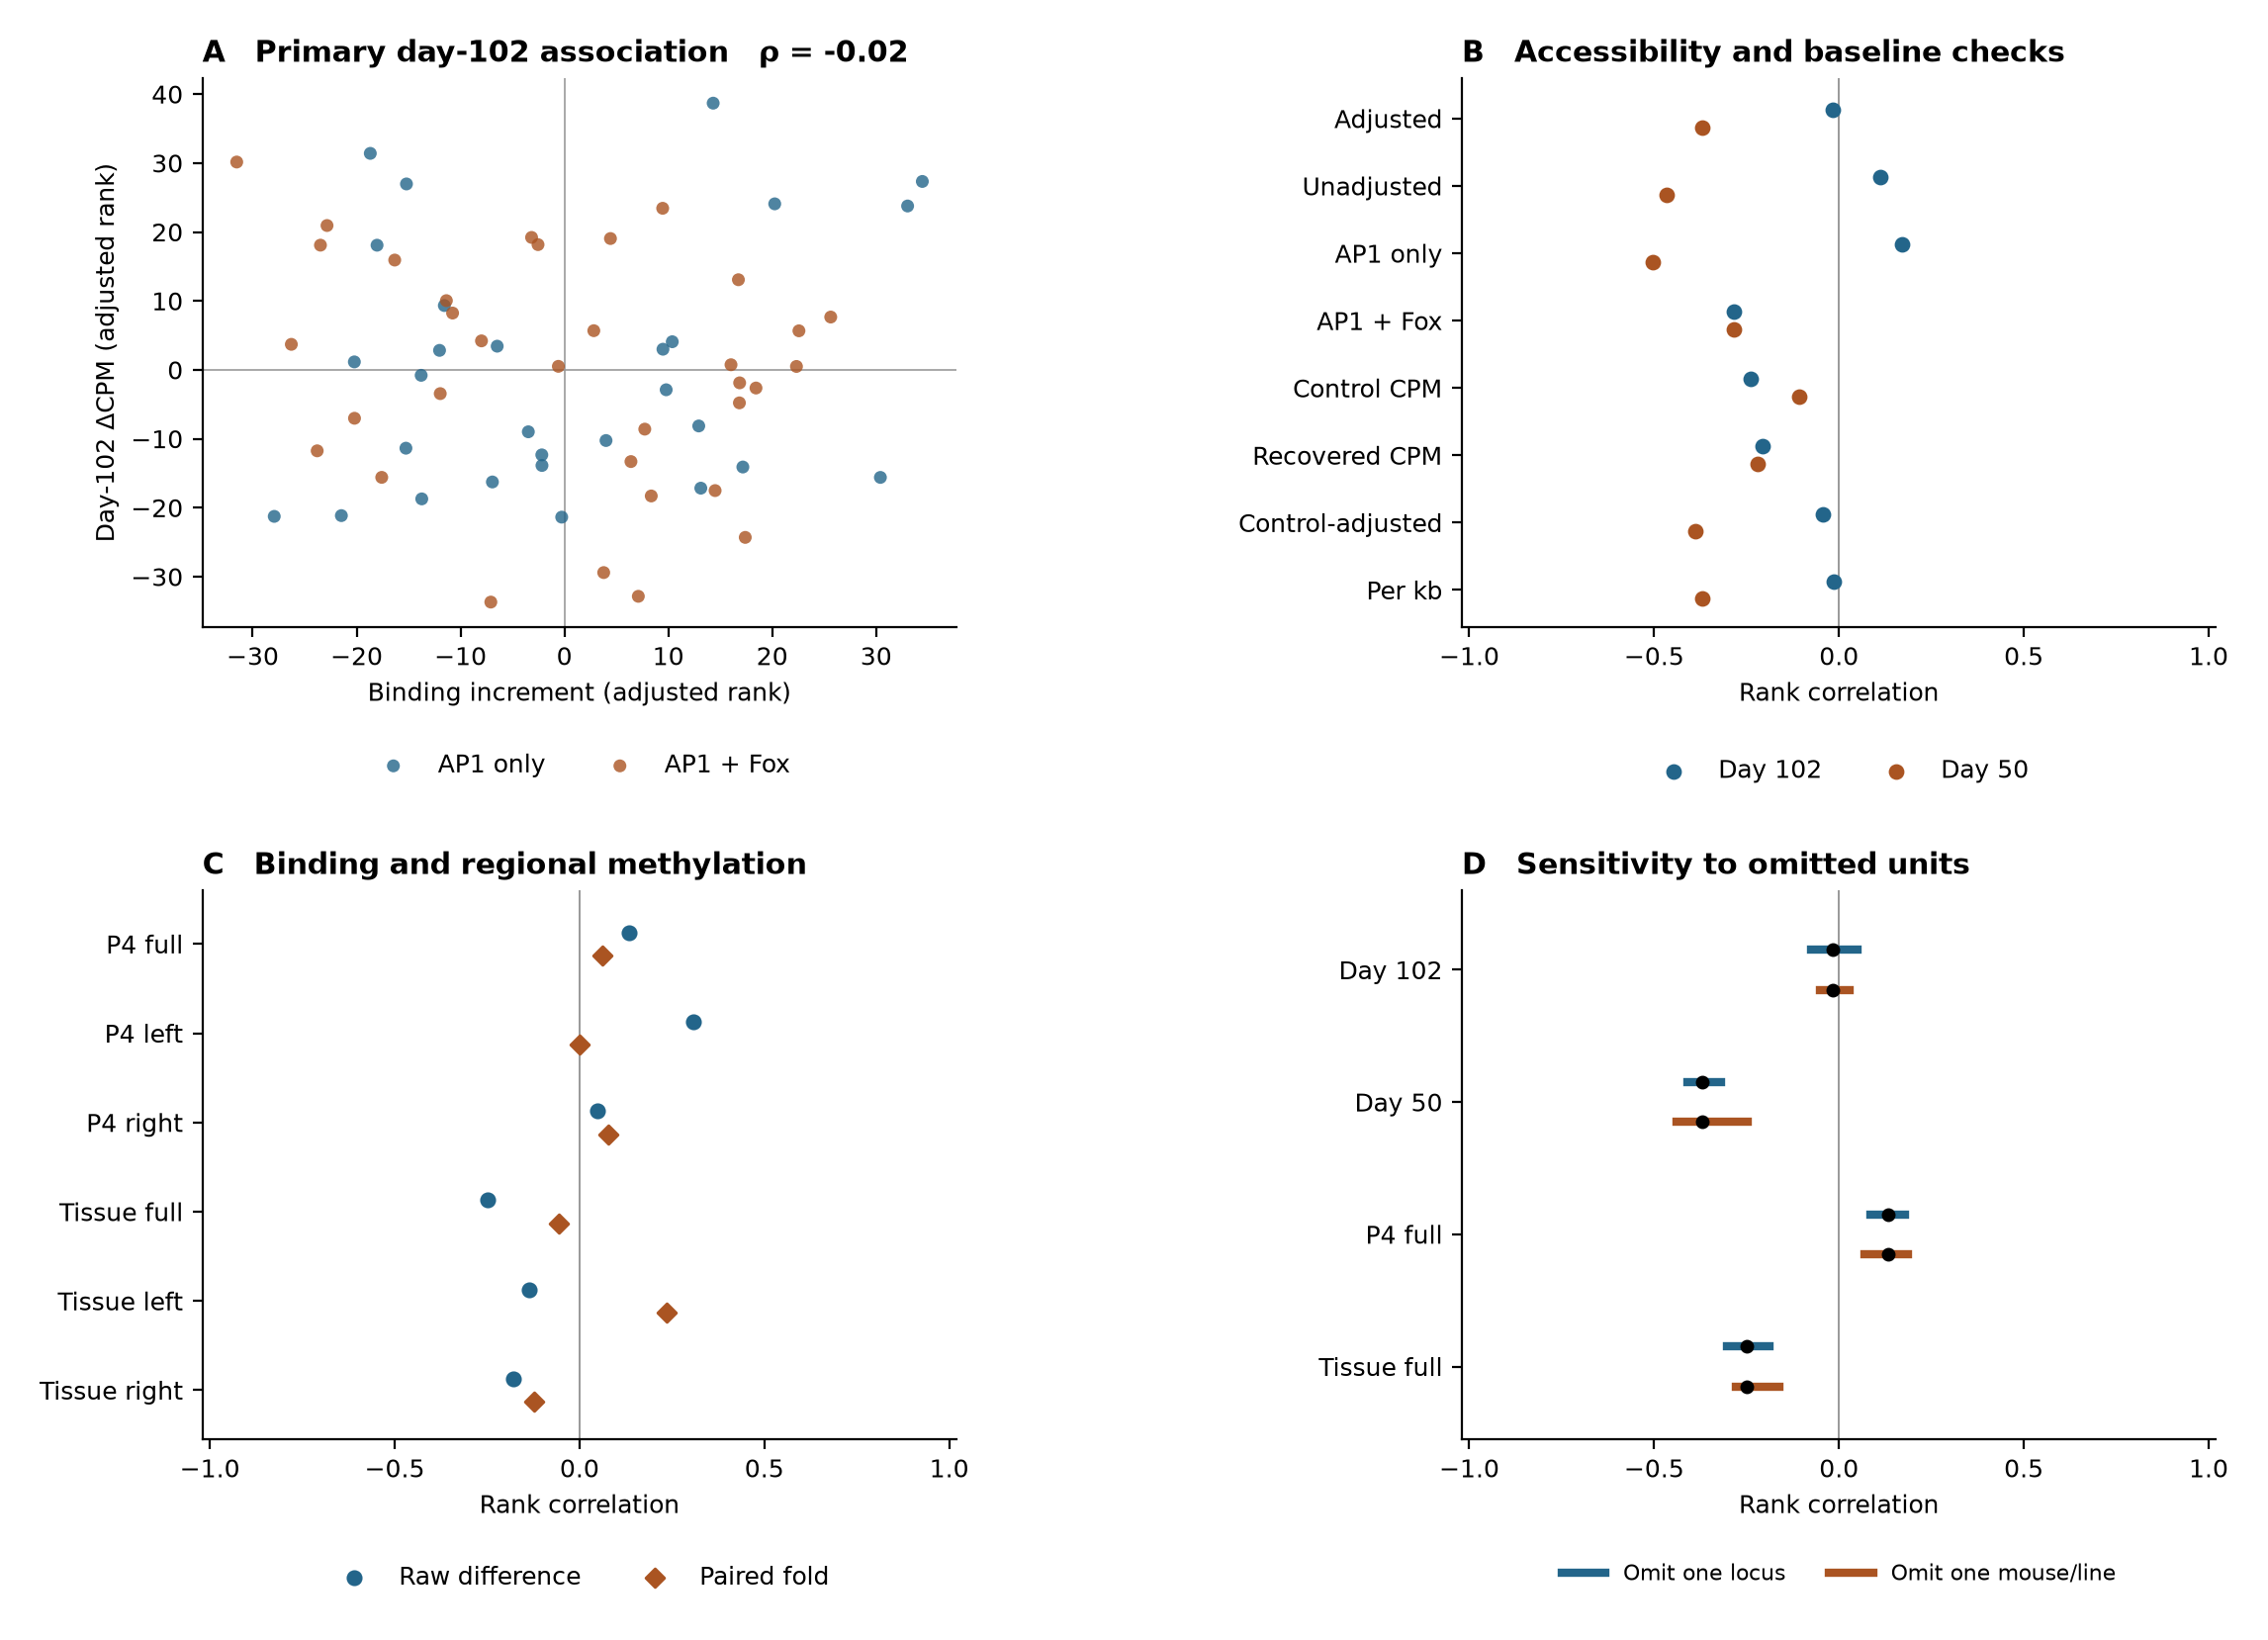 A Primary day-102 association ρ = -0.02
40
30
20
10
0
−10
−20
−30
Day-102 ΔCPM (adjusted rank)
−30 −20 −10 0 10 20 30
Binding increment (adjusted rank)
AP1 only AP1 + Fox
B Accessibility and baseline checks
Adjusted
Unadjusted
AP1 only
AP1 + Fox
Control CPM
Recovered CPM
Control-adjusted
Per kb
−1.0 −0.5 0.0 0.5 1.0
Rank correlation
Day 102 Day 50
C Binding and regional methylation
P4 full
P4 left
P4 right
Tissue full
Tissue left
Tissue right
−1.0 −0.5 0.0 0.5 1.0
Rank correlation
Raw difference Paired fold
D Sensitivity to omitted units
Day 102
Day 50
P4 full
Tissue full
−1.0 −0.5 0.0 0.5 1.0
Rank correlation
Omit one locus Omit one mouse/line